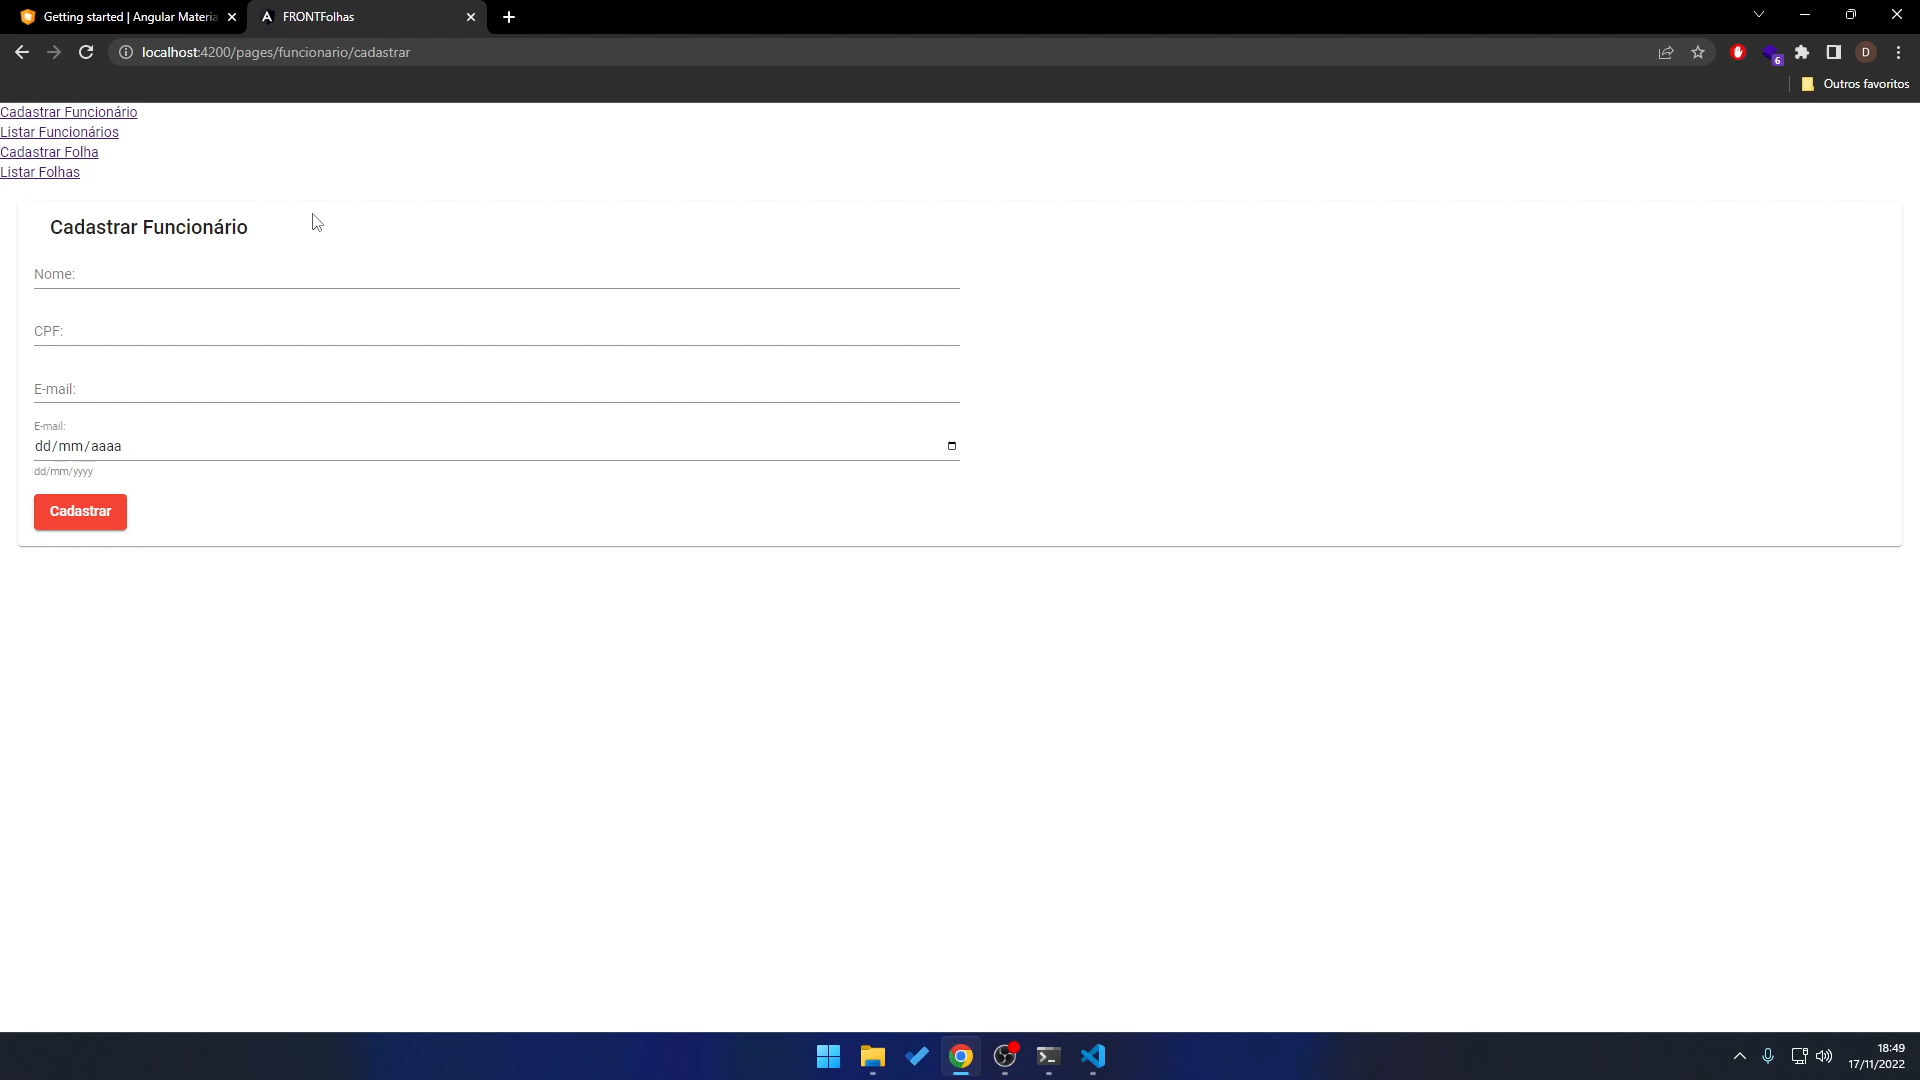 Getting started | Angular Materia
FRONTFolhas
localhost:4200/pages/funcionario/cadastrar
6
D
Outros favoritos
Cadastrar Funcionário
Listar Funcionários
Cadastrar Folha
Listar Folhas
Cadastrar Funcionário
Nome:
CPF:
E-mail:
E-mail:
dd/mm/aaaa
dd/mm/yyyy
Cadastrar
18:49
17/11/2022